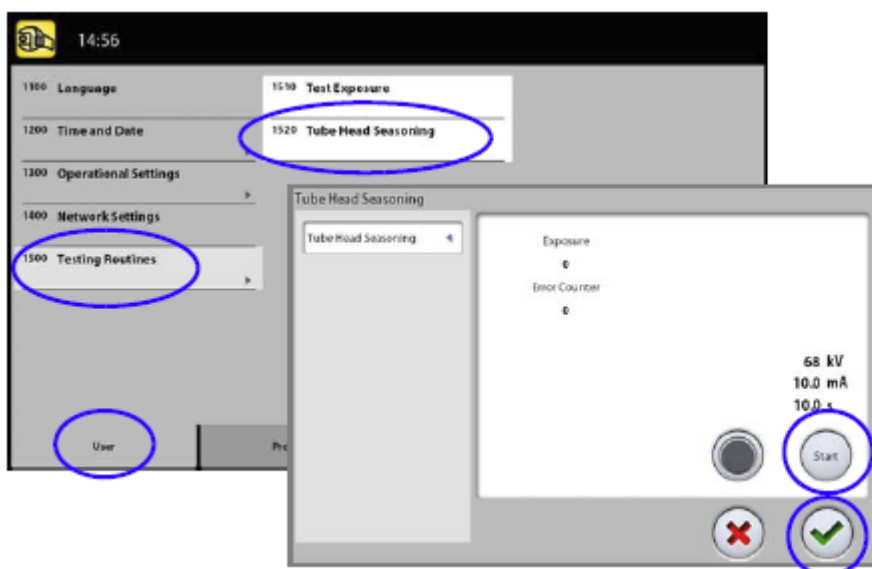 14:56
1100 Language
1510 Test Exposure
1200 Time and Date
1520 Tube Head Seasoning
1300 Operational Settings
1400 Network Settings
1500 Testing Routines
User
Tube Head Seasoning
Tube Head Seasoning
Exposure
0
Error Counter
0
68 kV
10.0 mA
10.0 s
Start